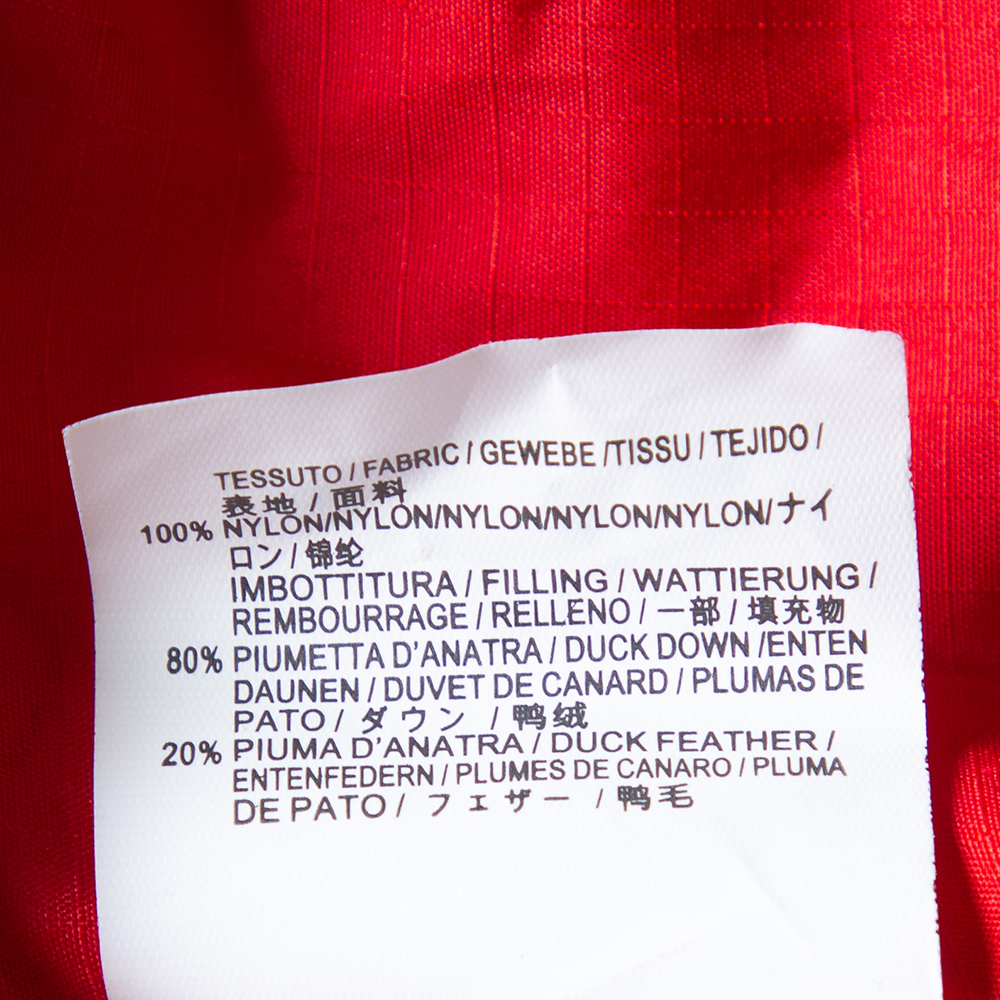 TESSUTO / FABRIC / GEWEBE /TISSU / TEJIDO /
表地 / 面料
100% NYLON/NYLON/NYLON/NYLON/NYLON/ナイ
ロン / 锦纶
IMBOTTITURA / FILLING / WATTIERUNG /
REMBOURRAGE / RELLENO / 一部 / 填充物
80% PIUMETTA D'ANATRA / DUCK DOWN /ENTEN
DAUNEN / DUVET DE CANARD / PLUMAS DE
PATO / ダウン / 鸭绒
20% PIUMA D'ANATRA / DUCK FEATHER /
ENTENFEDERN / PLUMES DE CANARO / PLUMA
DE PATO / フェザー / 鸭毛